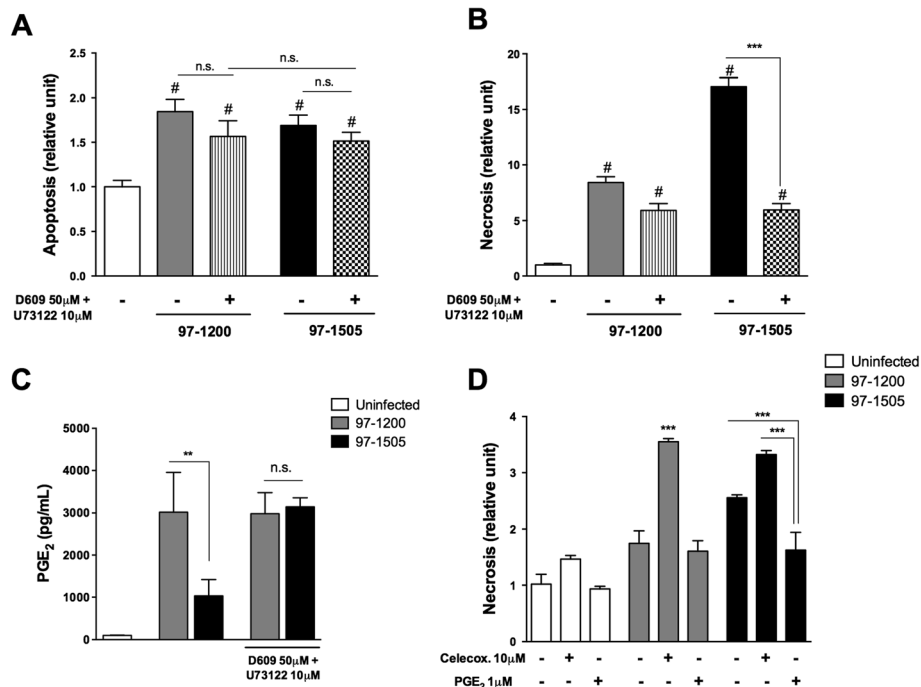 A
Apoptosis (relative unit)
2.5
2.0
1.5
1.0
0.5
0.0
n.s.
n.s.
n.s.
# # # #
D609 50µM +
U73122 10µM
- - + - +
97-1200 97-1505
B
Necrosis (relative unit)
20
15
10
5
0
***
# # # #
D609 50µM +
U73122 10µM
- - + - +
97-1200 97-1505
C
Uninfected
97-1200
97-1505
PGE2 (pg/mL)
5000
4000
3000
2000
1000
0
**
n.s.
D609 50µM +
U73122 10µM
D
Uninfected
97-1200
97-1505
Necrosis (relative unit)
4
3
2
1
0
***
***
***
Celecox. 10µM - + - - + - - + -
PGE2 1µM - - + - - + - - +